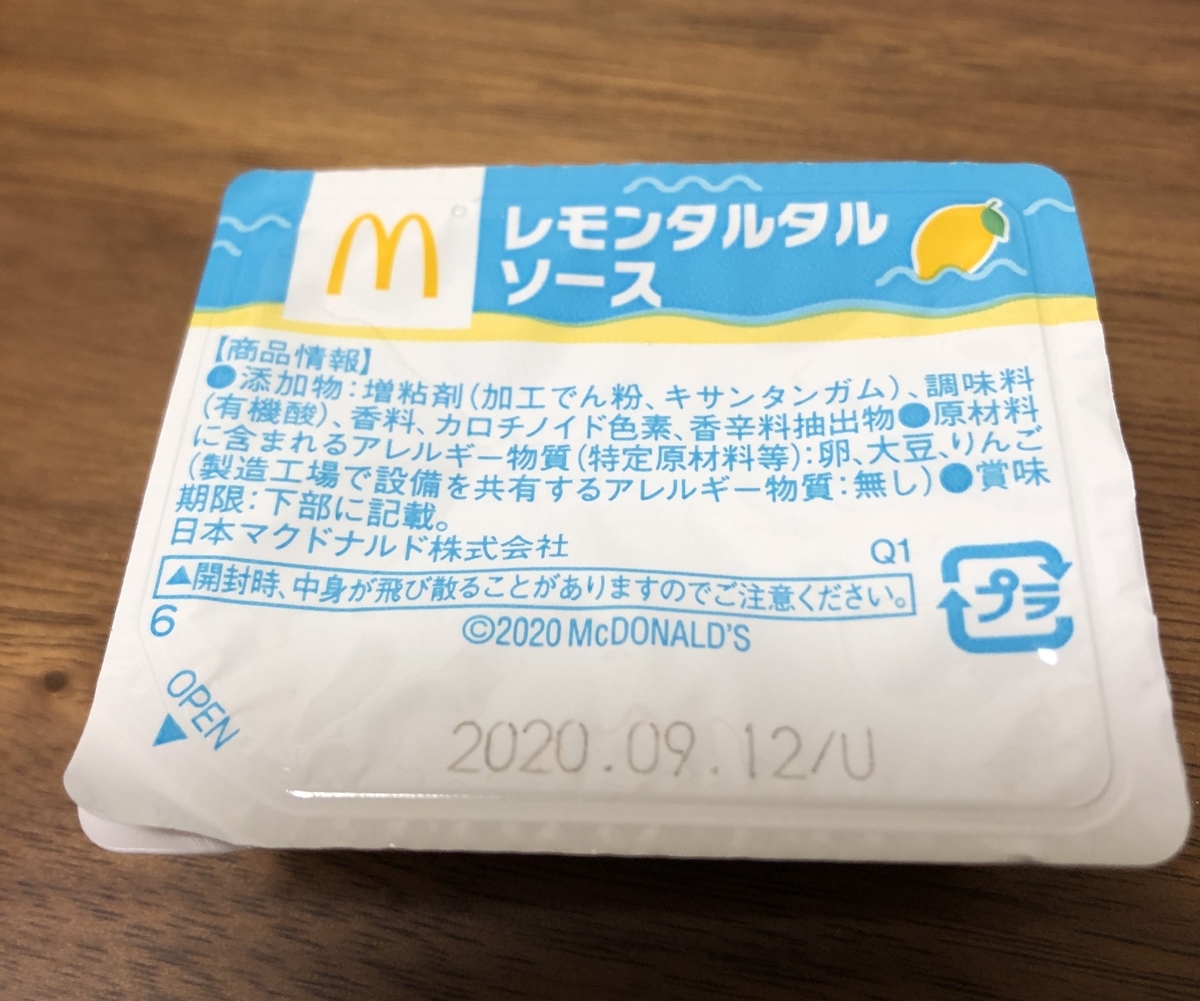 レモンタルタル
ソース
【商品情報】
●添加物:増粘剤(加工でん粉、キサンタンガム)、調味料
(有機酸)、香料、カロチノイド色素、香辛料抽出物●原材料
に含まれるアレルギー物質(特定原材料等):卵、大豆、りんご
(製造工場で設備を共有するアレルギー物質:無し)●賞味
期限:下部に記載。
日本マクドナルド株式会社
Q1
▲開封時、中身が飛び散ることがありますのでご注意ください。
プラ
6
©2020 McDONALD'S
OPEN
2020.09.12/U